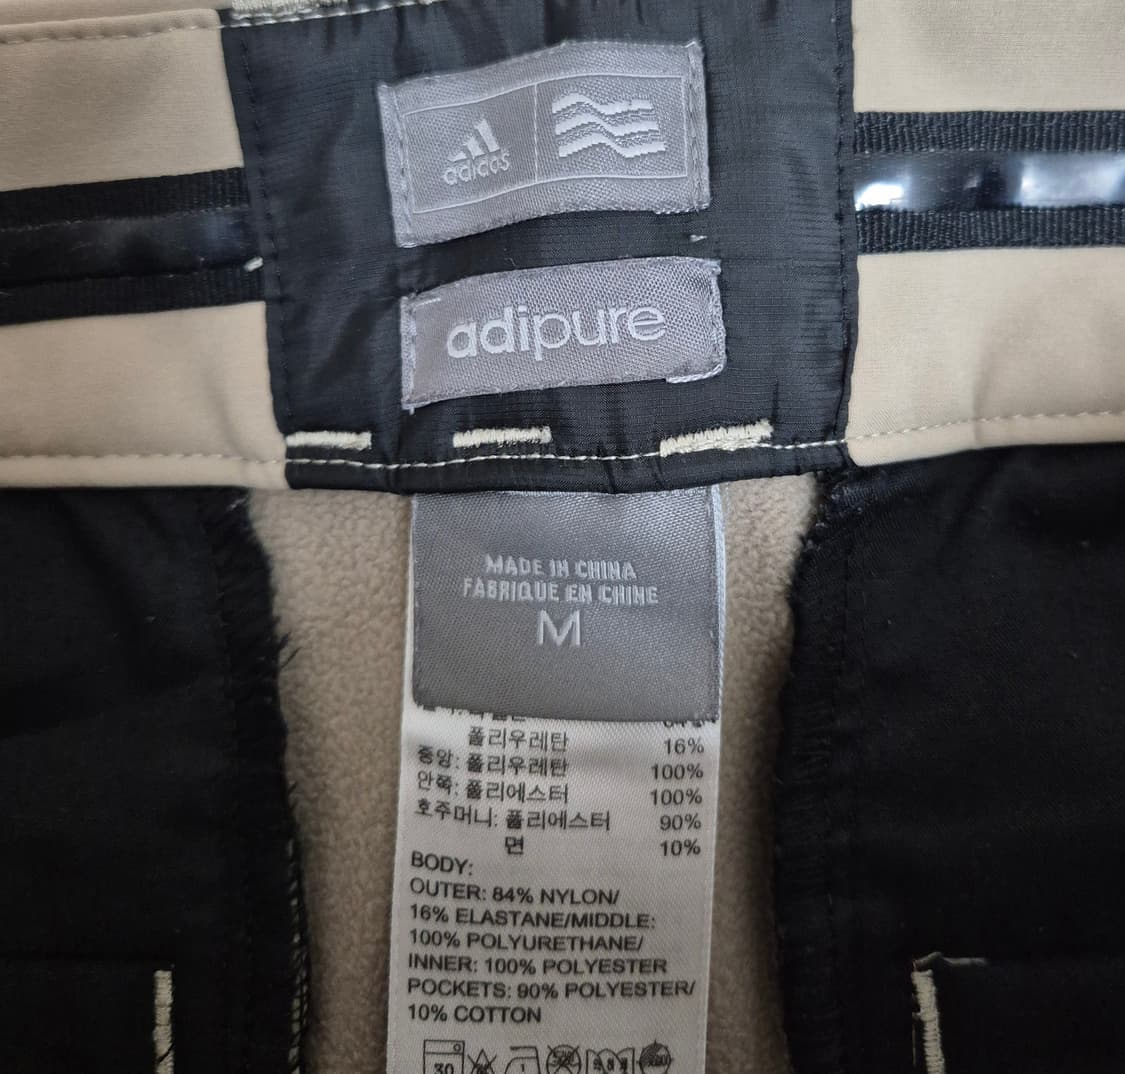 adidas
adipure
MADE IN CHINA
FABRIQUE EN CHINE
M
폴리우레탄 16%
중앙: 폴리우레탄 100%
안쪽: 폴리에스터 100%
호주머니: 폴리에스터 90%
면 10%
BODY:
OUTER: 84% NYLON/
16% ELASTANE/MIDDLE:
100% POLYURETHANE/
INNER: 100% POLYESTER
POCKETS: 90% POLYESTER/
10% COTTON
30